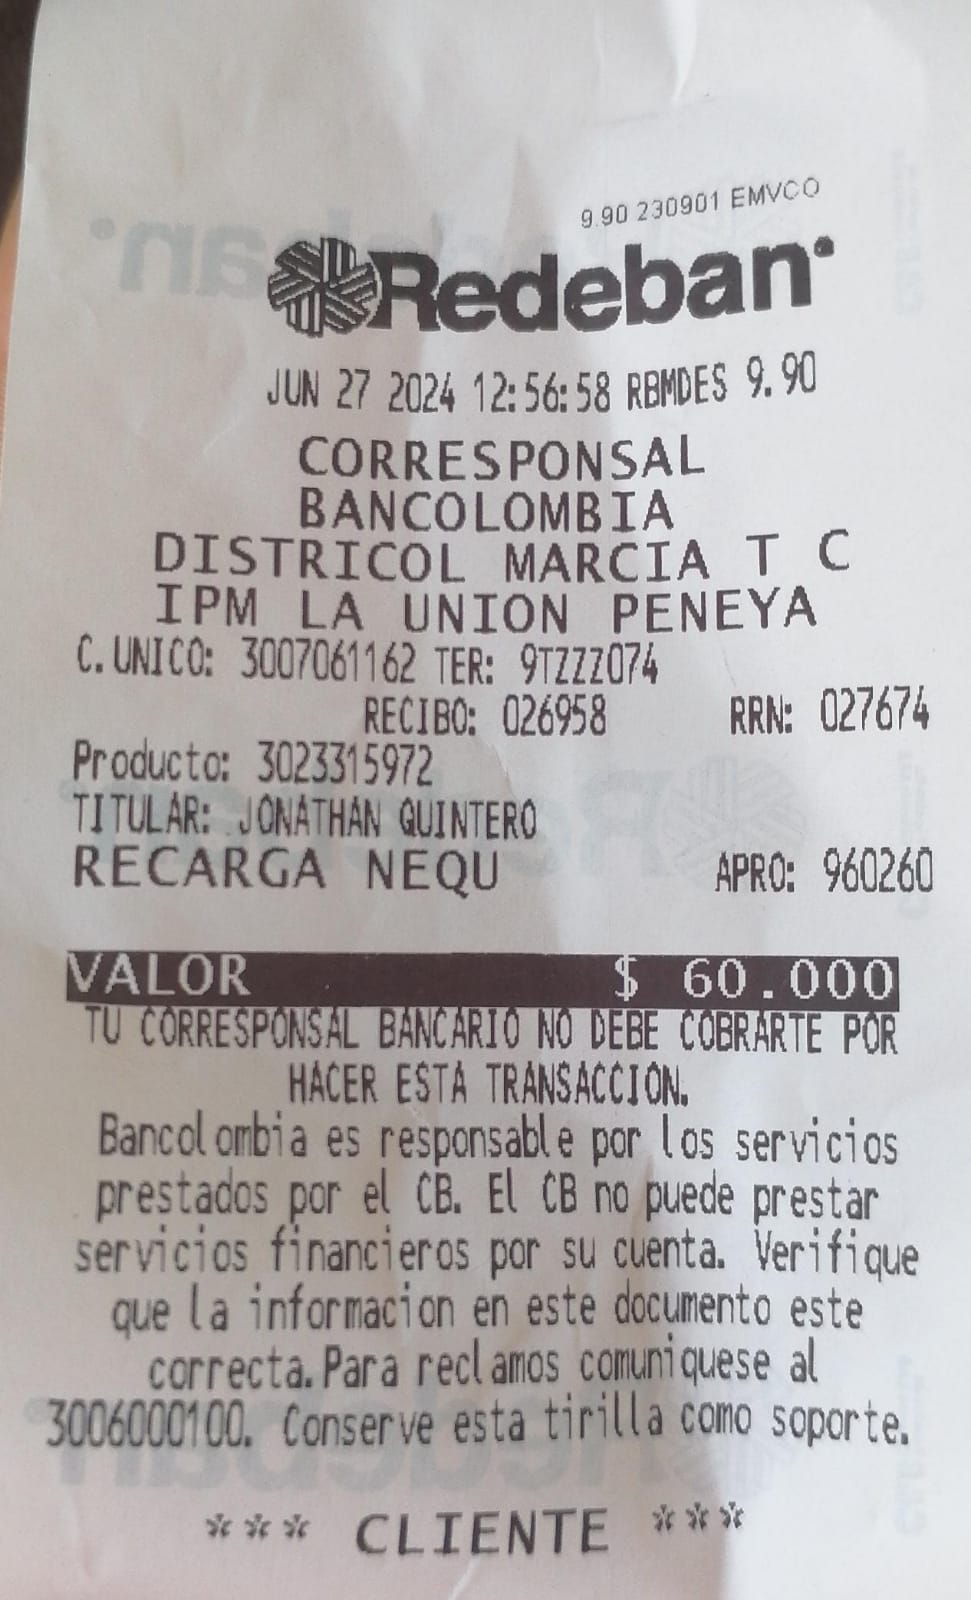 9.90 230901 EMVCO
Redeban
JUN 27 2024 12:56:58 RBMDES 9.90
CORRESPONSAL
BANCOLOMBIA
DISTRICOL MARCIA T C
IPM LA UNION PENEYA
C. UNICO: 3007061162 TER: 9TZZZ074
RECIBO: 026958 RRN: 027674
Producto: 3023315972
TITULAR: JONATHAN QUINTERO
RECARGA NEQU APRO: 960260
VALOR $ 60.000
TU CORRESPONSAL BANCARIO NO DEBE COBRARTE POR
HACER ESTA TRANSACCION.
Bancolombia es responsable por los servicios
prestados por el CB. El CB no puede prestar
servicios financieros por su cuenta. Verifique
que la informacion en este documento este
correcta.Para reclamos comuniquese al
3006000100. Conserve esta tirilla como soporte.
*** CLIENTE ***